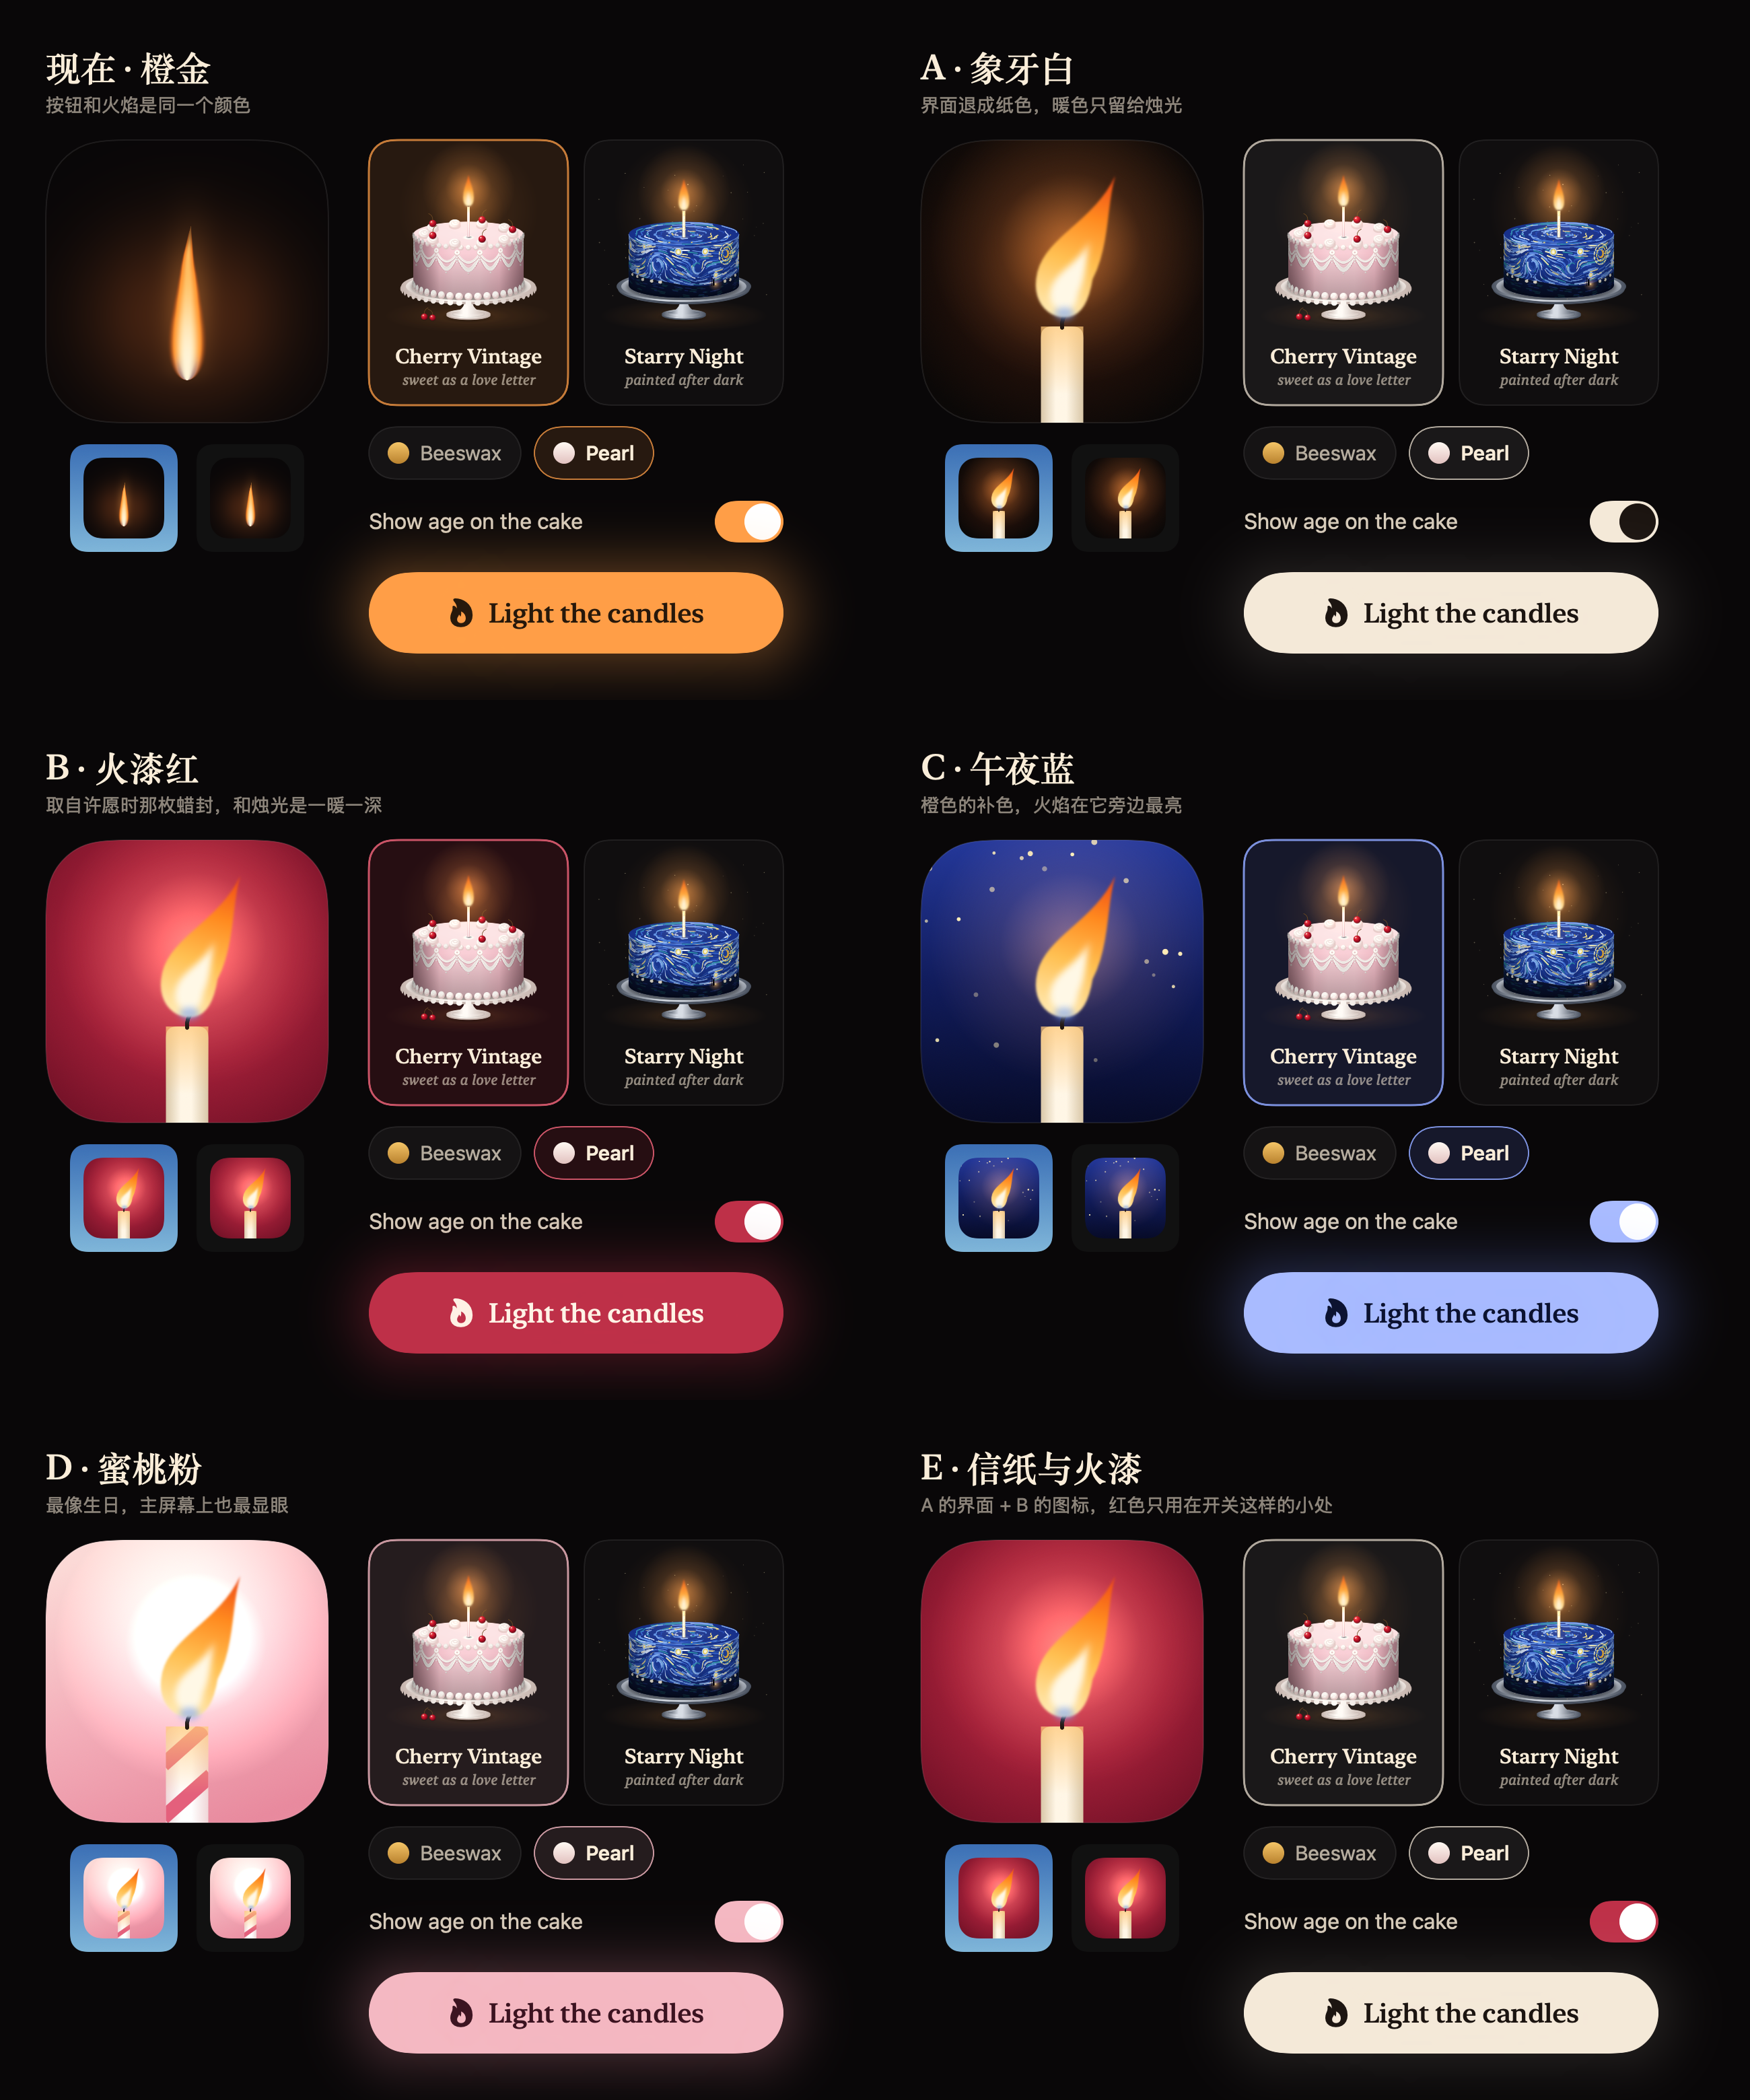 现在 · 橙金
按钮和火焰是同一个颜色
Cherry Vintage
sweet as a love letter
Starry Night
painted after dark
Beeswax
Pearl
Show age on the cake
Light the candles
A · 象牙白
界面退成纸色，暖色只留给烛光
Cherry Vintage
sweet as a love letter
Starry Night
painted after dark
Beeswax
Pearl
Show age on the cake
Light the candles
B · 火漆红
取自许愿时那枚蜡封，和烛光是一暖一深
Cherry Vintage
sweet as a love letter
Starry Night
painted after dark
Beeswax
Pearl
Show age on the cake
Light the candles
C · 午夜蓝
橙色的补色，火焰在它旁边最亮
Cherry Vintage
sweet as a love letter
Starry Night
painted after dark
Beeswax
Pearl
Show age on the cake
Light the candles
D · 蜜桃粉
最像生日，主屏幕上也最显眼
Cherry Vintage
sweet as a love letter
Starry Night
painted after dark
Beeswax
Pearl
Show age on the cake
Light the candles
E · 信纸与火漆
A 的界面 + B 的图标，红色只用在开关这样的小处
Cherry Vintage
sweet as a love letter
Starry Night
painted after dark
Beeswax
Pearl
Show age on the cake
Light the candles